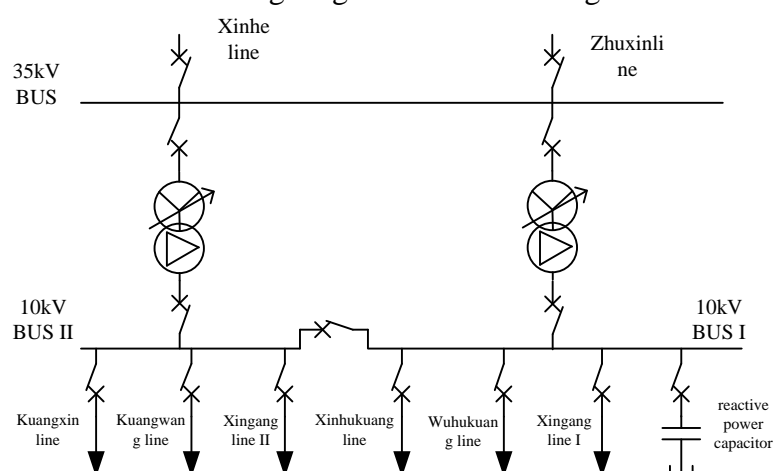 Xinhe
line
Zhuxinli
ne
35kV
BUS
10kV
BUS II
10kV
BUS I
Kuangxin
line
Kuangwan
g line
Xingang
line II
Xinhukuang
line
Wuhukuan
g line
Xingang
line I
reactive
power
capacitor